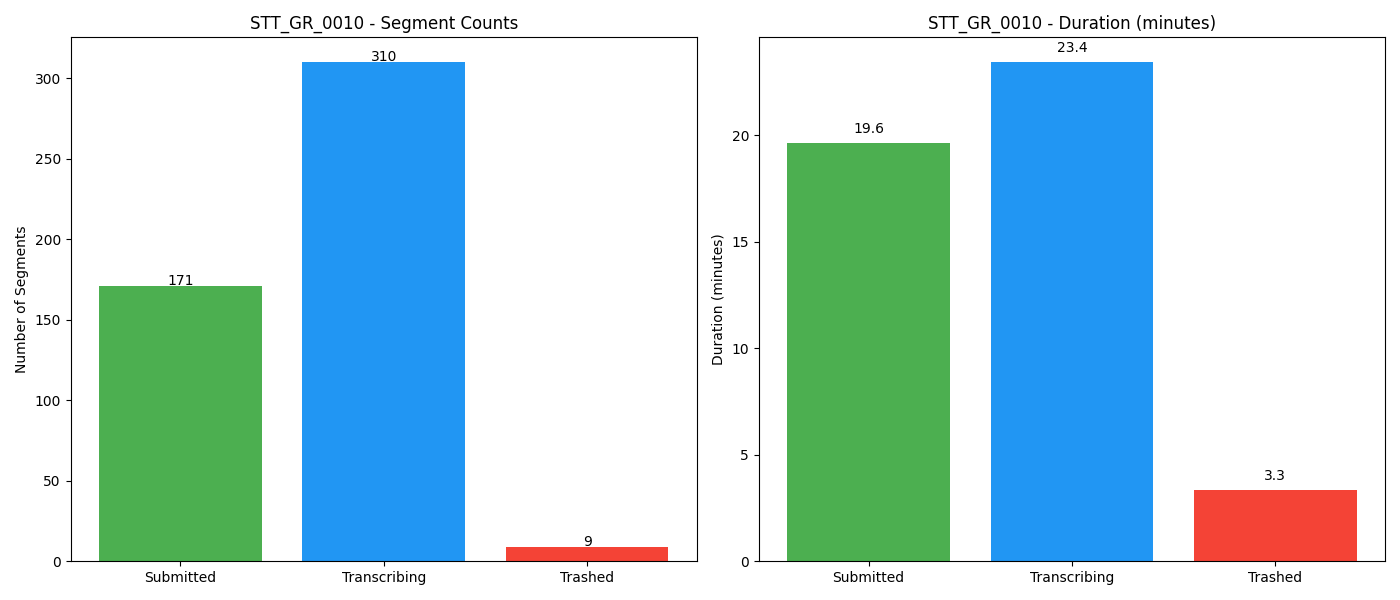 STT_GR_0010 - Segment Counts
Number of Segments
300
250
200
150
100
50
0
310
171
9
Submitted
Transcribing
Trashed
STT_GR_0010 - Duration (minutes)
Duration (minutes)
20
15
10
5
0
23.4
19.6
3.3
Submitted
Transcribing
Trashed